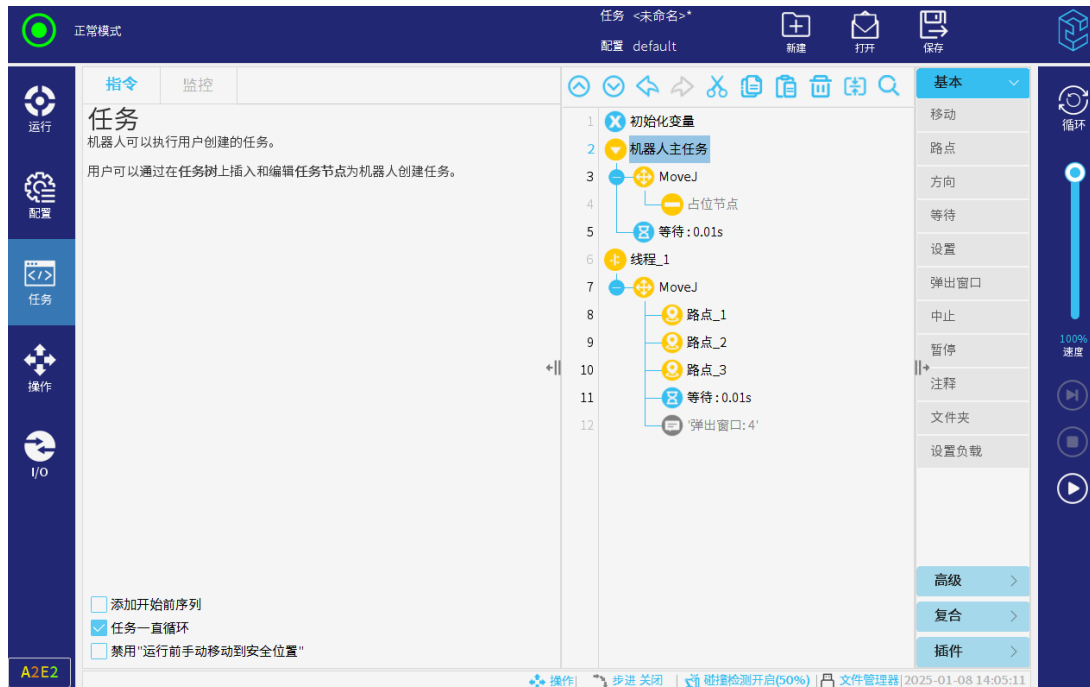 正常模式
任务 <未命名>*
配置 default
新建
打开
保存
运行
配置
任务
操作
I/O
A2E2
指令
监控
任务
机器人可以执行用户创建的任务。
用户可以通过在任务树上插入和编辑任务节点为机器人创建任务。
添加开始前序列
任务一直循环
禁用"运行前手动移动到安全位置"
1 初始化变量
2 机器人主任务
3 MoveJ
4 占位节点
5 等待:0.01s
6 线程_1
7 MoveJ
8 路点_1
9 路点_2
10 路点_3
11 等待:0.01s
12 '弹出窗口:4'
基本
移动
路点
方向
等待
设置
弹出窗口
中止
暂停
注释
文件夹
设置负载
高级
复合
插件
循环
100%
速度
操作| 步进 关闭 | 碰撞检测开启(50%) | 文件管理器|2025-01-08 14:05:11